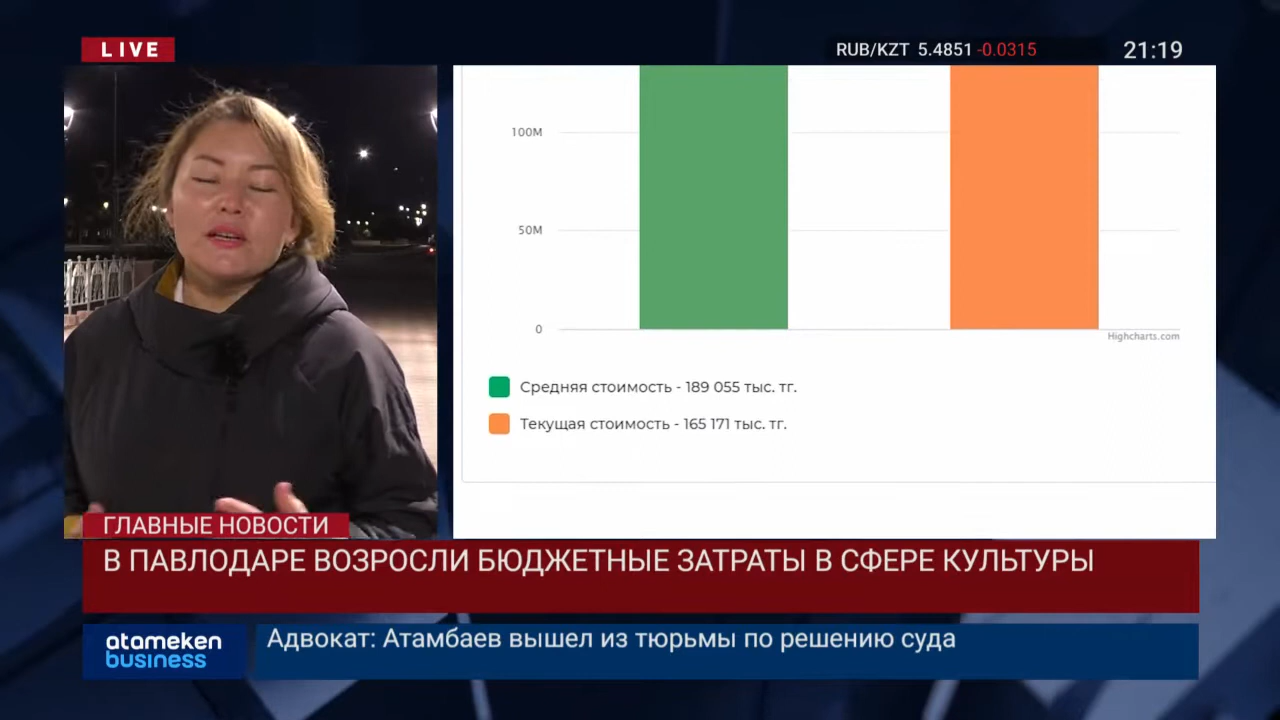 LIVE
RUB/KZT 5.4851 -0.0315
21:19
100M
50M
0
Highcharts.com
Средняя стоимость - 189 055 тыс. тг.
Текущая стоимость - 165 171 тыс. тг.
ГЛАВНЫЕ НОВОСТИ
В ПАВЛОДАРЕ ВОЗРОСЛИ БЮДЖЕТНЫЕ ЗАТРАТЫ В СФЕРЕ КУЛЬТУРЫ
atameken
business
Адвокат: Атамбаев вышел из тюрьмы по решению суда